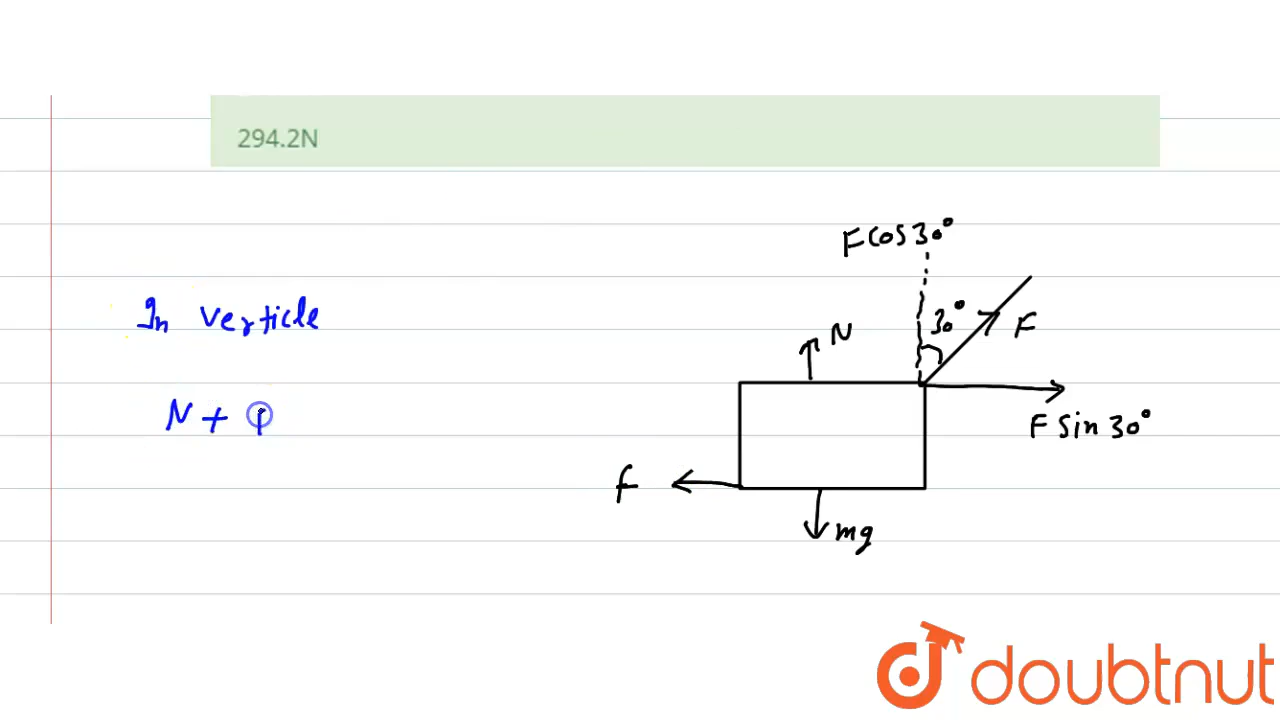 294.2N
F cos 30°
In verticle
30°
F
N
N +
F sin 30°
f
mg
doubtnut